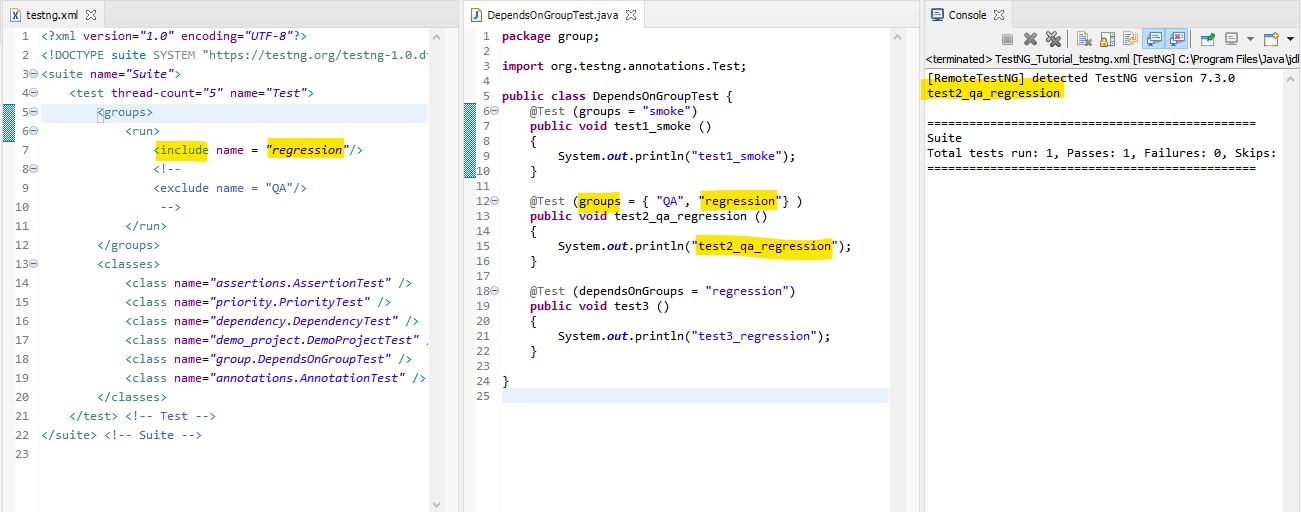 testng.xml
1 <?xml version="1.0" encoding="UTF-8"?>
2 <!DOCTYPE suite SYSTEM "https://testng.org/testng-1.0.d
3 <suite name="Suite">
4 <test thread-count="5" name="Test">
5 <groups>
6 <run>
7 <include name = "regression"/>
8 <!--
9 <exclude name = "QA"/>
10 -->
11 </run>
12 </groups>
13 <classes>
14 <class name="assertions.AssertionTest" />
15 <class name="priority.PriorityTest" />
16 <class name="dependency.DependencyTest" />
17 <class name="demo_project.DemoProjectTest" /
18 <class name="group.DependsOnGroupTest" />
19 <class name="annotations.AnnotationTest" />
20 </classes>
21 </test> <!-- Test -->
22 </suite> <!-- Suite -->
23
DependsOnGroupTest.java
1 package group;
2
3 import org.testng.annotations.Test;
4
5 public class DependsOnGroupTest {
6 @Test (groups = "smoke")
7 public void test1_smoke ()
8 {
9 System.out.println("test1_smoke");
10 }
11
12 @Test (groups = { "QA", "regression"} )
13 public void test2_qa_regression ()
14 {
15 System.out.println("test2_qa_regression");
16 }
17
18 @Test (dependsOnGroups = "regression")
19 public void test3 ()
20 {
21 System.out.println("test3_regression");
22 }
23
24 }
25
Console
<terminated> TestNG_Tutorial_testng.xml [TestNG] C:\Program Files\Java\jdl
[RemoteTestNG] detected TestNG version 7.3.0
test2_qa_regression
===============================================
Suite
Total tests run: 1, Passes: 1, Failures: 0, Skips:
===============================================